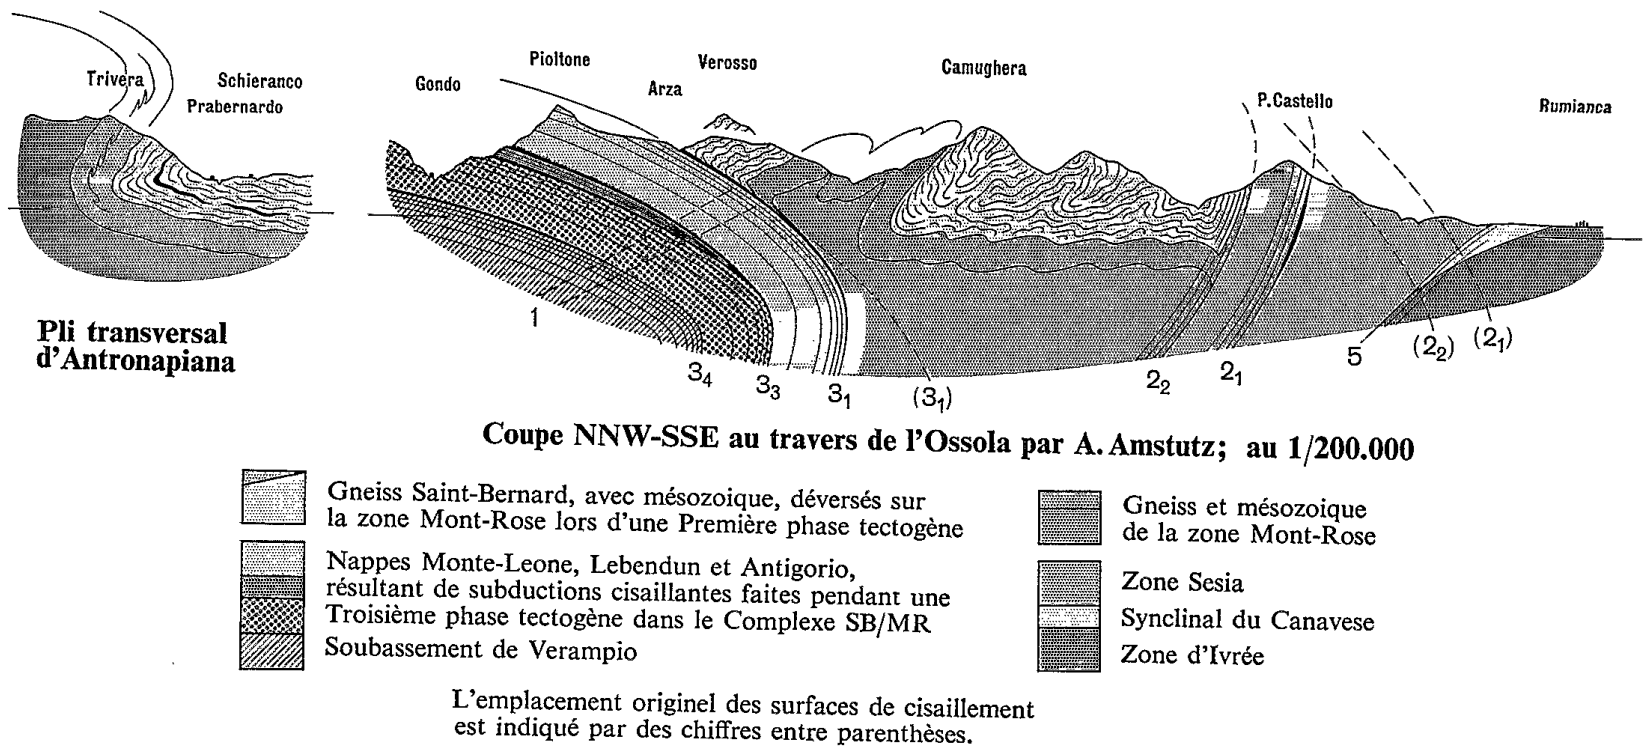 Trivera
Schieranco
Prabernardo
Gondo
Pioltone
Arza
Verosso
Camughera
P. Castello
Rumianca
Pli transversal
d'Antronapiana
1
3₄
3₃
3₁
(3₁)
2₂
2₁
5
(2₂)
(2₁)
Coupe NNW-SSE au travers de l'Ossola par A. Amstutz; au 1/200.000
Gneiss Saint-Bernard, avec mésozoique, déversés sur
la zone Mont-Rose lors d'une Première phase tectogène
Nappes Monte-Leone, Lebendun et Antigorio,
résultant de subductions cisaillantes faites pendant une
Troisième phase tectogène dans le Complexe SB/MR
Soubassement de Verampio
Gneiss et mésozoique
de la zone Mont-Rose
Zone Sesia
Synclinal du Canavese
Zone d'Ivrée
L'emplacement originel des surfaces de cisaillement
est indiqué par des chiffres entre parenthèses.